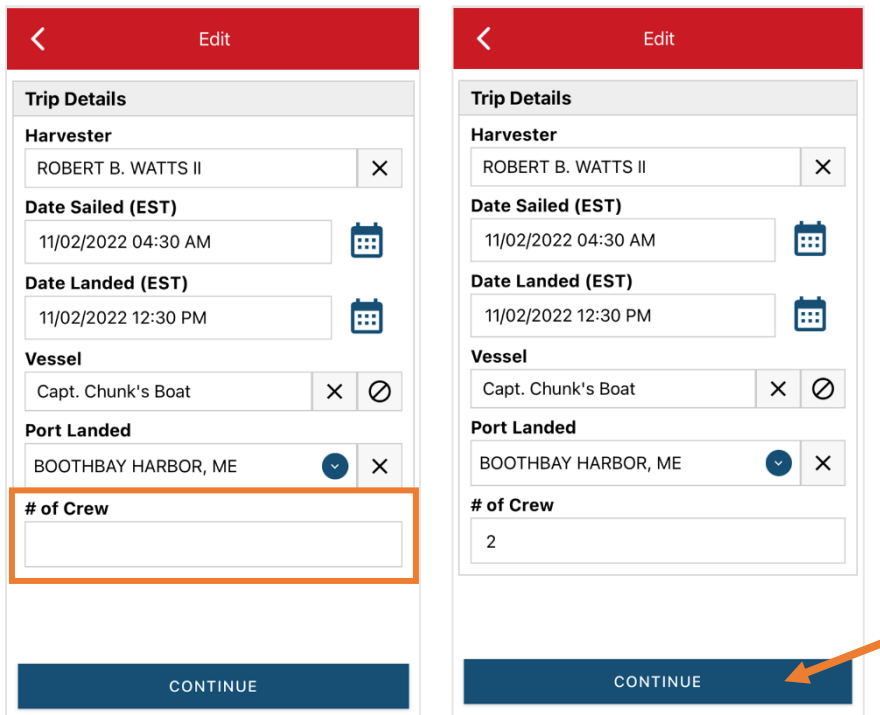 Edit
Trip Details
Harvester
ROBERT B. WATTS II
Date Sailed (EST)
11/02/2022 04:30 AM
Date Landed (EST)
11/02/2022 12:30 PM
Vessel
Capt. Chunk's Boat
Port Landed
BOOTHBAY HARBOR, ME
# of Crew
CONTINUE
Edit
Trip Details
Harvester
ROBERT B. WATTS II
Date Sailed (EST)
11/02/2022 04:30 AM
Date Landed (EST)
11/02/2022 12:30 PM
Vessel
Capt. Chunk's Boat
Port Landed
BOOTHBAY HARBOR, ME
# of Crew
2
CONTINUE